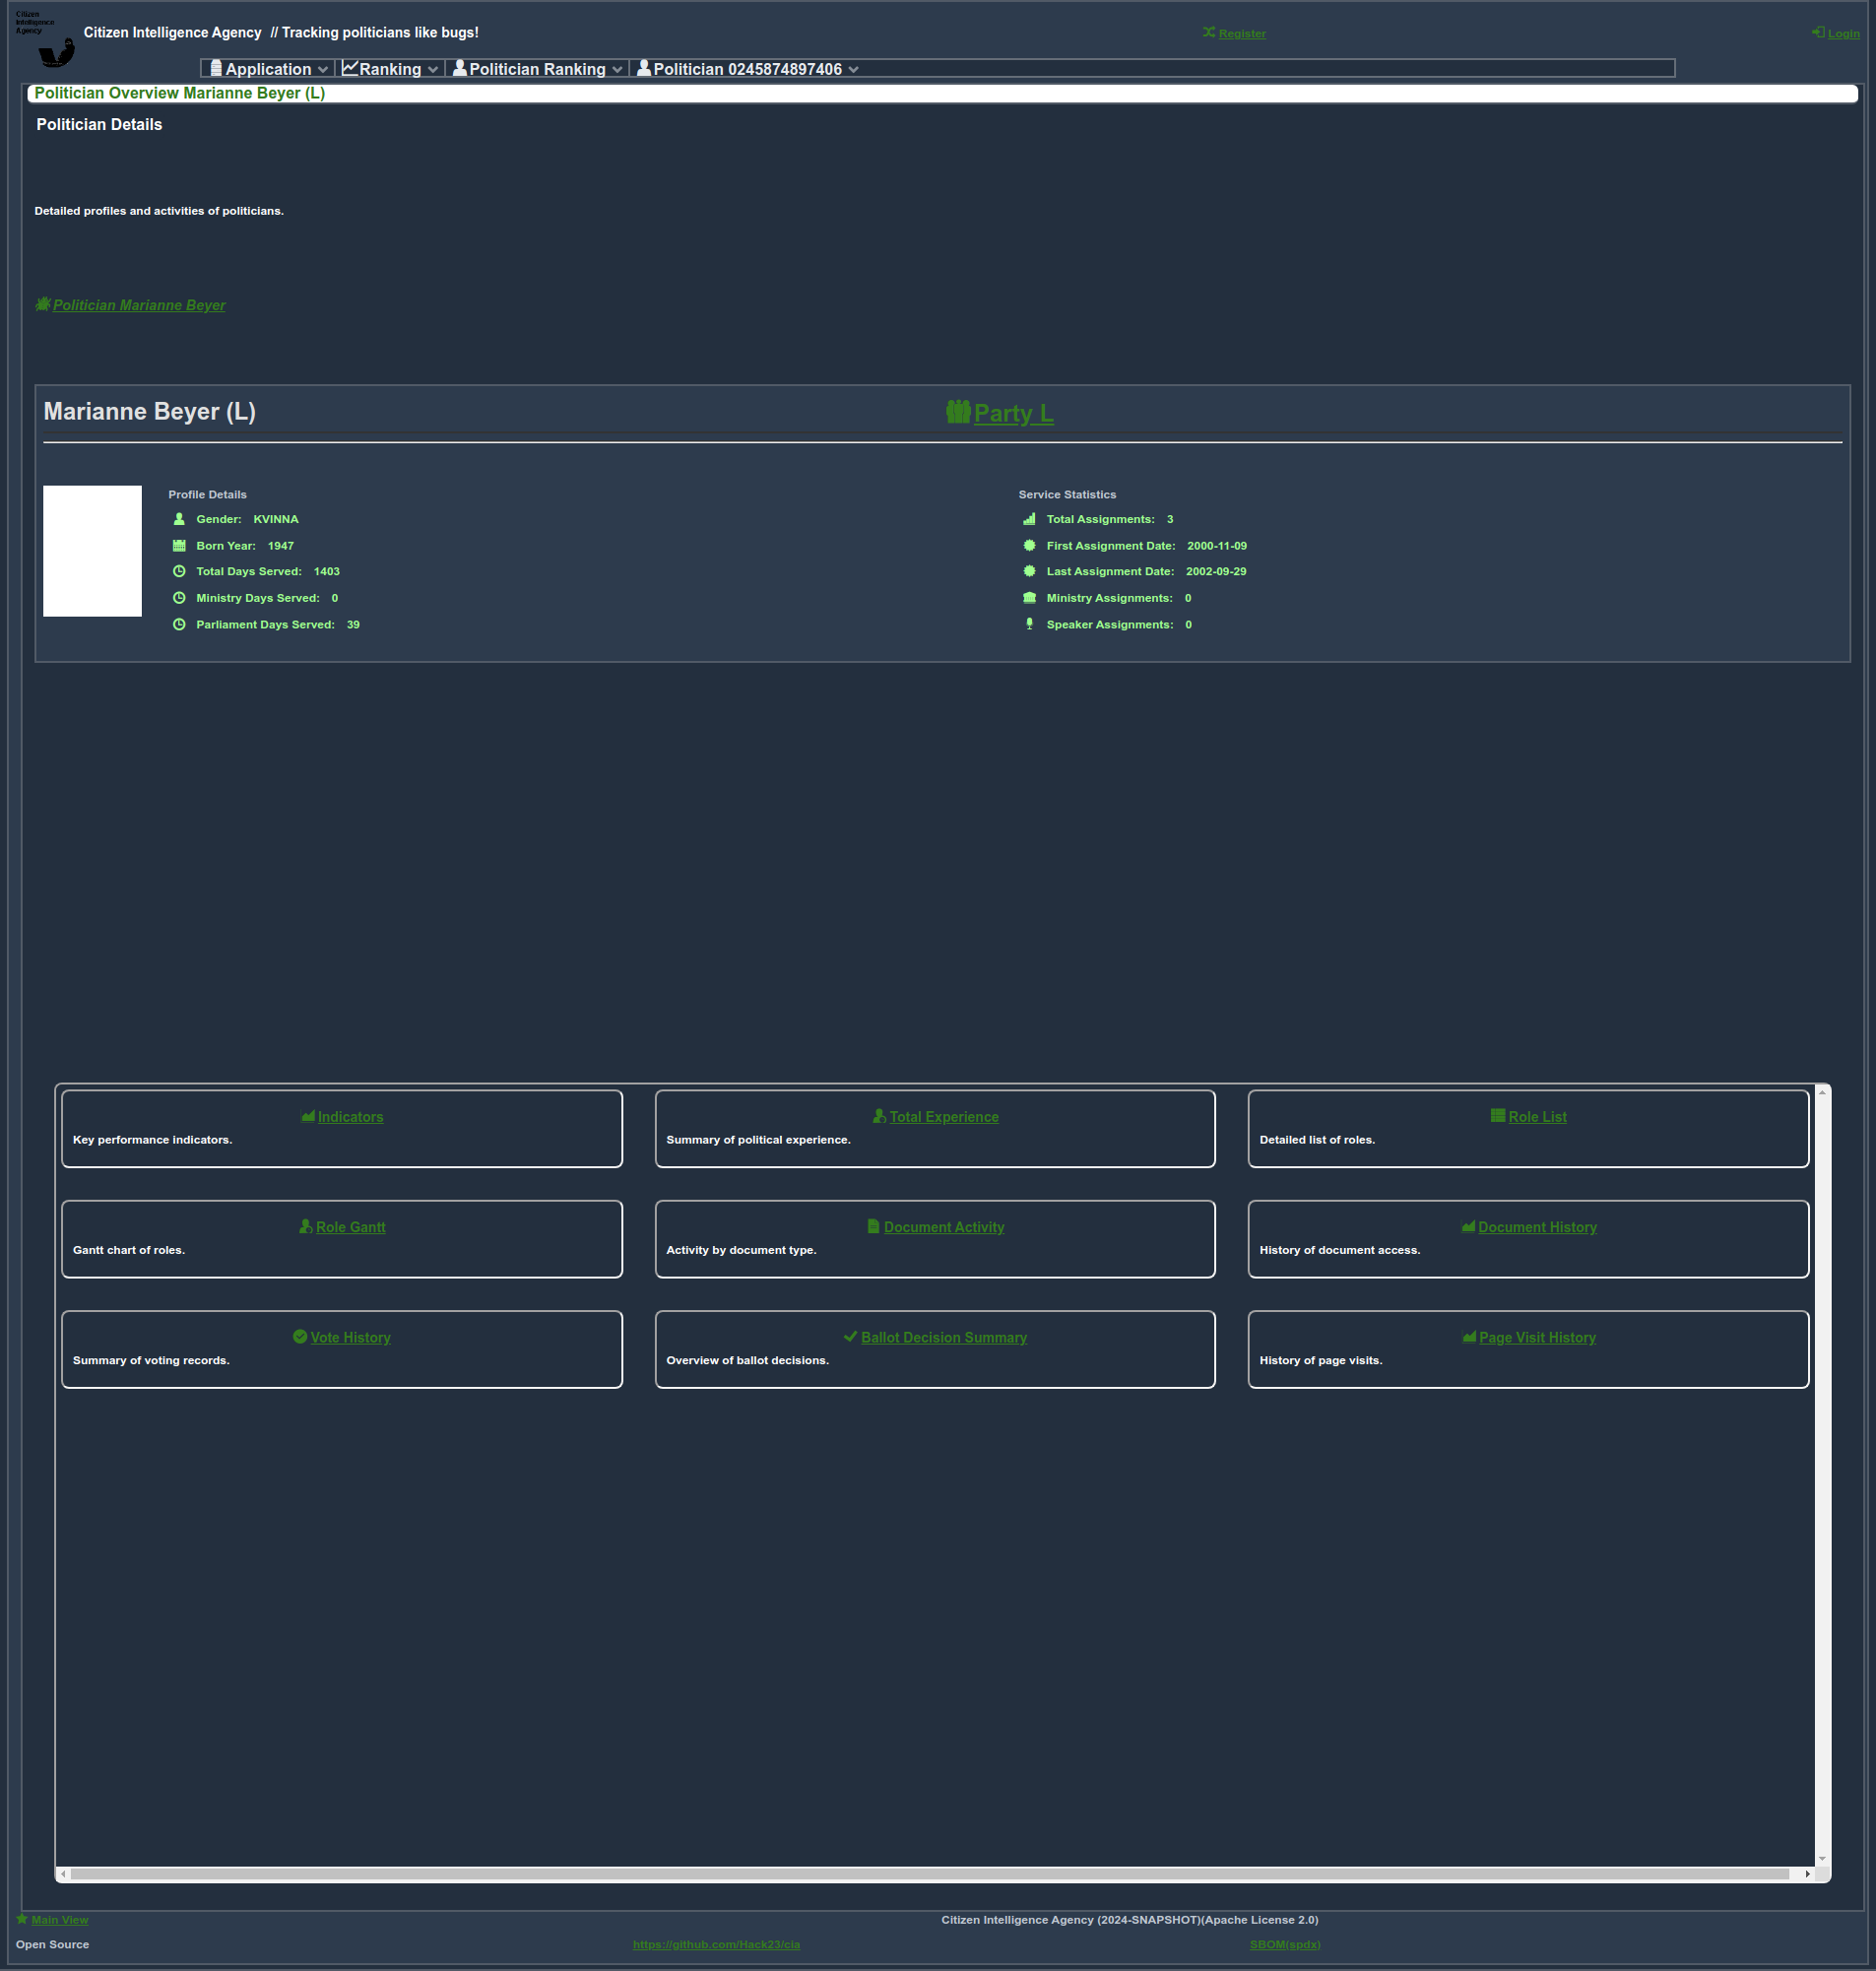 Citizen
Intelligence
Agency
Citizen Intelligence Agency // Tracking politicians like bugs!
Register
Login
Application
Ranking
Politician Ranking
Politician 0245874897406
Politician Overview Marianne Beyer (L)
Politician Details
Detailed profiles and activities of politicians.
Politician Marianne Beyer
Marianne Beyer (L)
Party L
Profile Details
Gender: KVINNA
Born Year: 1947
Total Days Served: 1403
Ministry Days Served: 0
Parliament Days Served: 39
Service Statistics
Total Assignments: 3
First Assignment Date: 2000-11-09
Last Assignment Date: 2002-09-29
Ministry Assignments: 0
Speaker Assignments: 0
Indicators
Key performance indicators.
Total Experience
Summary of political experience.
Role List
Detailed list of roles.
Role Gantt
Gantt chart of roles.
Document Activity
Activity by document type.
Document History
History of document access.
Vote History
Summary of voting records.
Ballot Decision Summary
Overview of ballot decisions.
Page Visit History
History of page visits.
Main View
Citizen Intelligence Agency (2024-SNAPSHOT)(Apache License 2.0)
Open Source
https://github.com/Hack23/cia
SBOM(spdx)